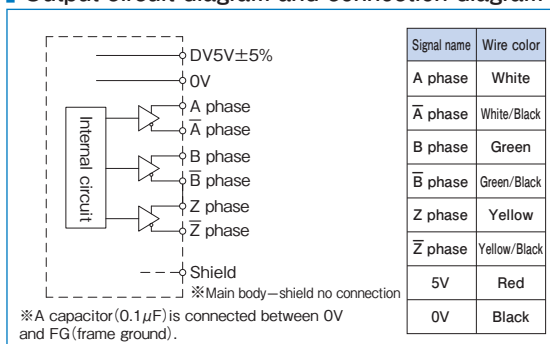 Output circuit diagram and connection diagram
DV5V±5%
0V
A phase
A̅ phase
B phase
B̅ phase
Z phase
Z̅ phase
Internal circuit
Shield
※Main body−shield no connection
※A capacitor(0.1μF)is connected between 0V
and FG(frame ground).
Signal name Wire color
A phase White
A̅ phase White/Black
B phase Green
B̅ phase Green/Black
Z phase Yellow
Z̅ phase Yellow/Black
5V Red
0V Black